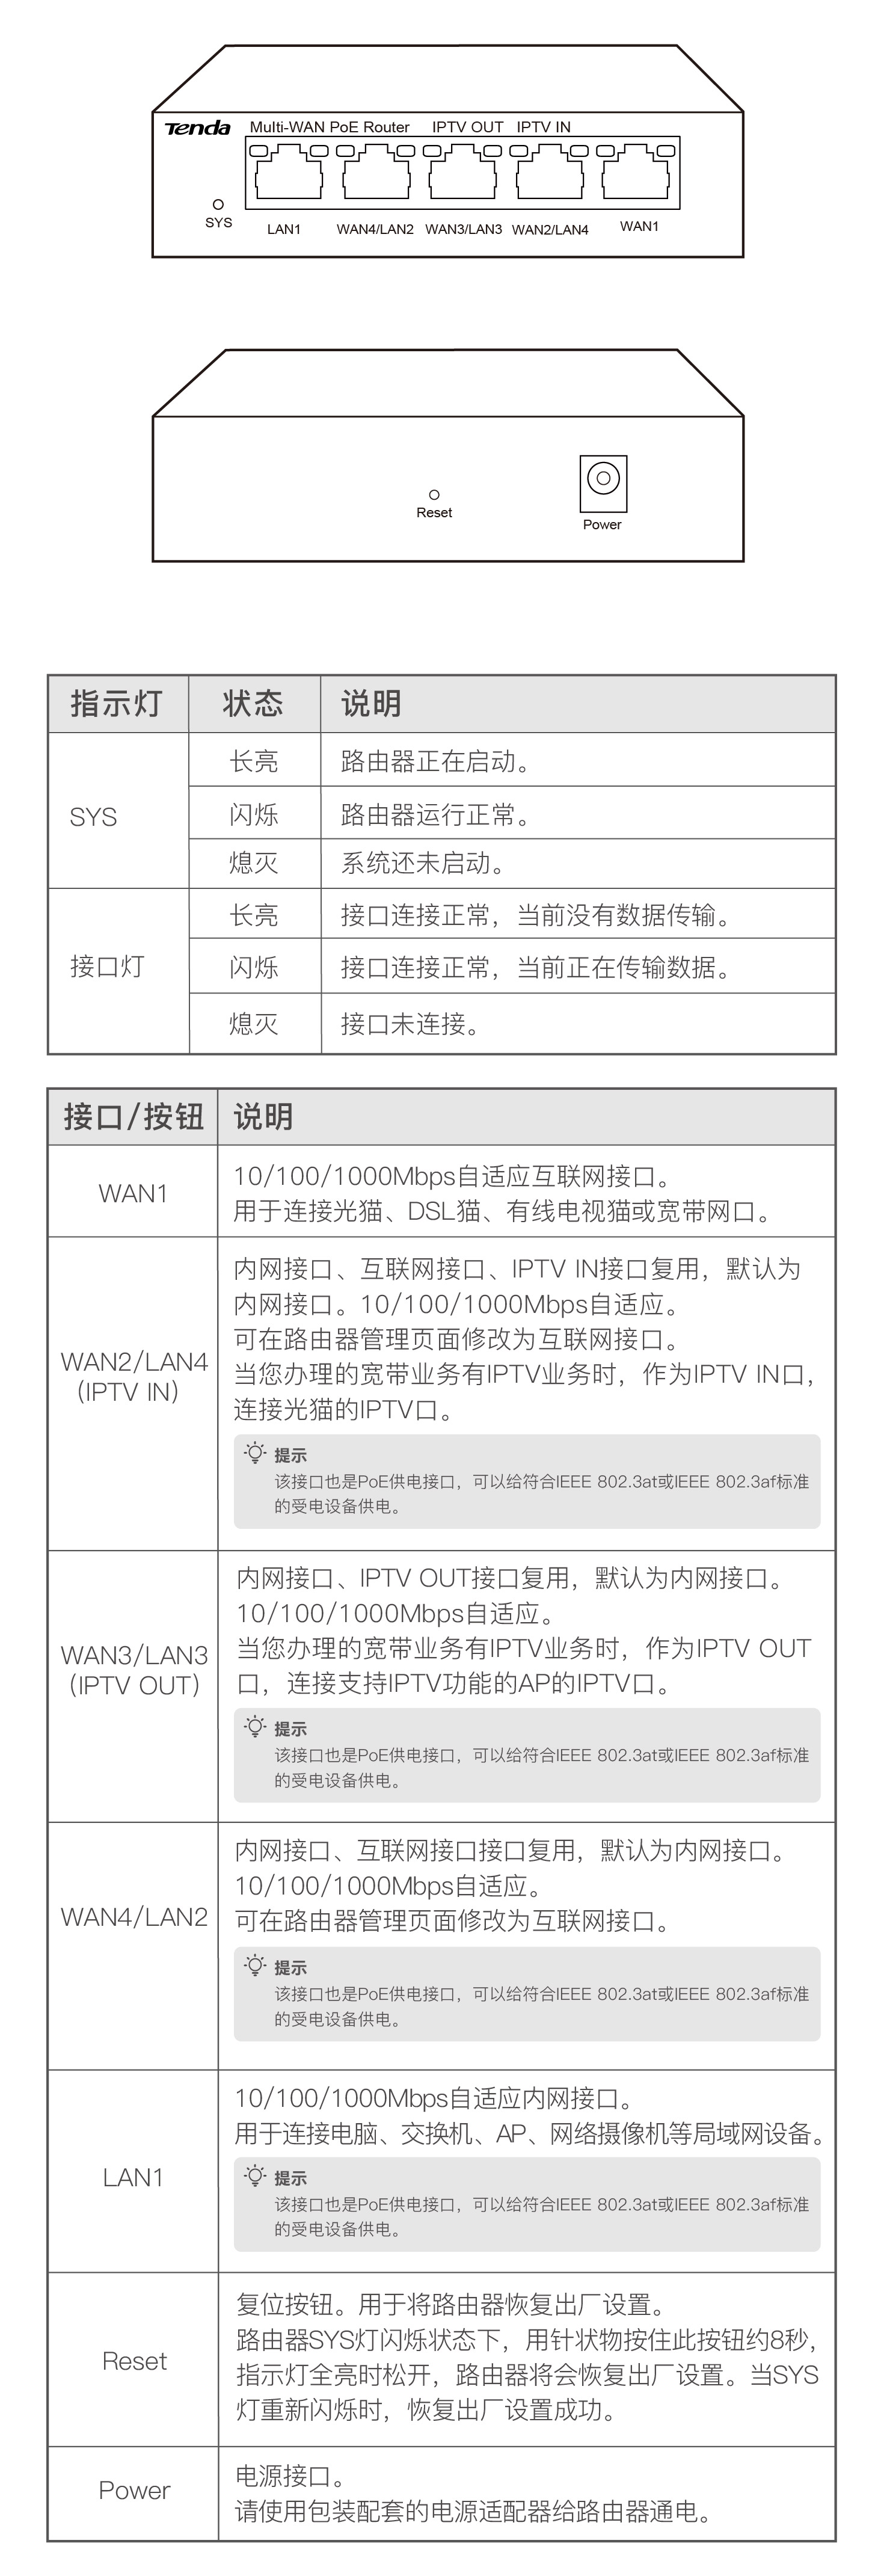 Tenda Multi-WAN PoE Router IPTV OUT IPTV IN
SYS
LAN1 WAN4/LAN2 WAN3/LAN3 WAN2/LAN4 WAN1
Reset
Power
指示灯 状态 说明
SYS
长亮 路由器正在启动。
闪烁 路由器运行正常。
熄灭 系统还未启动。
接口灯
长亮 接口连接正常，当前没有数据传输。
闪烁 接口连接正常，当前正在传输数据。
熄灭 接口未连接。
接口/按钮 说明
WAN1
10/100/1000Mbps自适应互联网接口。
用于连接光猫、DSL猫、有线电视猫或宽带网口。
WAN2/LAN4
（IPTV IN）
内网接口、互联网接口、IPTV IN接口复用，默认为
内网接口。10/100/1000Mbps自适应。
可在路由器管理页面修改为互联网接口。
当您办理的宽带业务有IPTV业务时，作为IPTV IN口，
连接光猫的IPTV口。
提示
该接口也是PoE供电接口，可以给符合IEEE 802.3at或IEEE 802.3af标准
的受电设备供电。
WAN3/LAN3
（IPTV OUT）
内网接口、IPTV OUT接口复用，默认为内网接口。
10/100/1000Mbps自适应。
当您办理的宽带业务有IPTV业务时，作为IPTV OUT
口，连接支持IPTV功能的AP的IPTV口。
提示
该接口也是PoE供电接口，可以给符合IEEE 802.3at或IEEE 802.3af标准
的受电设备供电。
WAN4/LAN2
内网接口、互联网接口接口复用，默认为内网接口。
10/100/1000Mbps自适应。
可在路由器管理页面修改为互联网接口。
提示
该接口也是PoE供电接口，可以给符合IEEE 802.3at或IEEE 802.3af标准
的受电设备供电。
LAN1
10/100/1000Mbps自适应内网接口。
用于连接电脑、交换机、AP、网络摄像机等局域网设备。
提示
该接口也是PoE供电接口，可以给符合IEEE 802.3at或IEEE 802.3af标准
的受电设备供电。
Reset
复位按钮。用于将路由器恢复出厂设置。
路由器SYS灯闪烁状态下，用针状物按住此按钮约8秒，
指示灯全亮时松开，路由器将会恢复出厂设置。当SYS
灯重新闪烁时，恢复出厂设置成功。
Power
电源接口。
请使用包装配套的电源适配器给路由器通电。